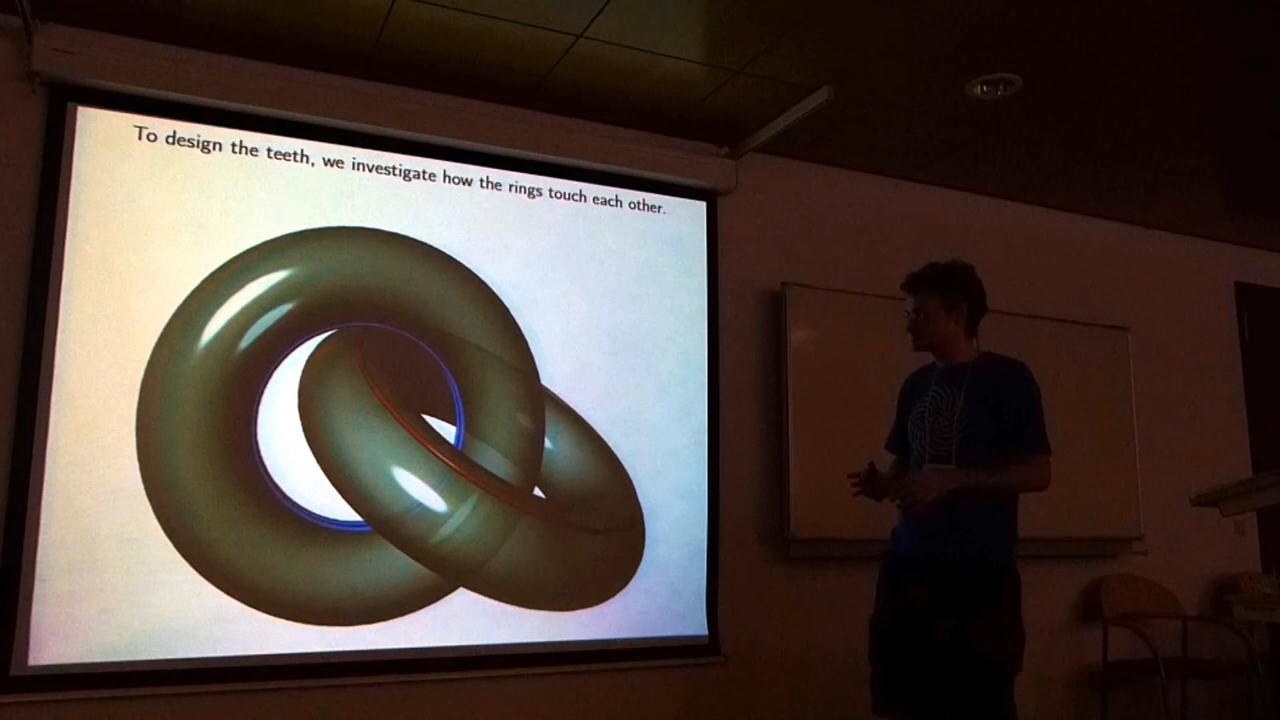 To design the teeth, we investigate how the rings touch each other.